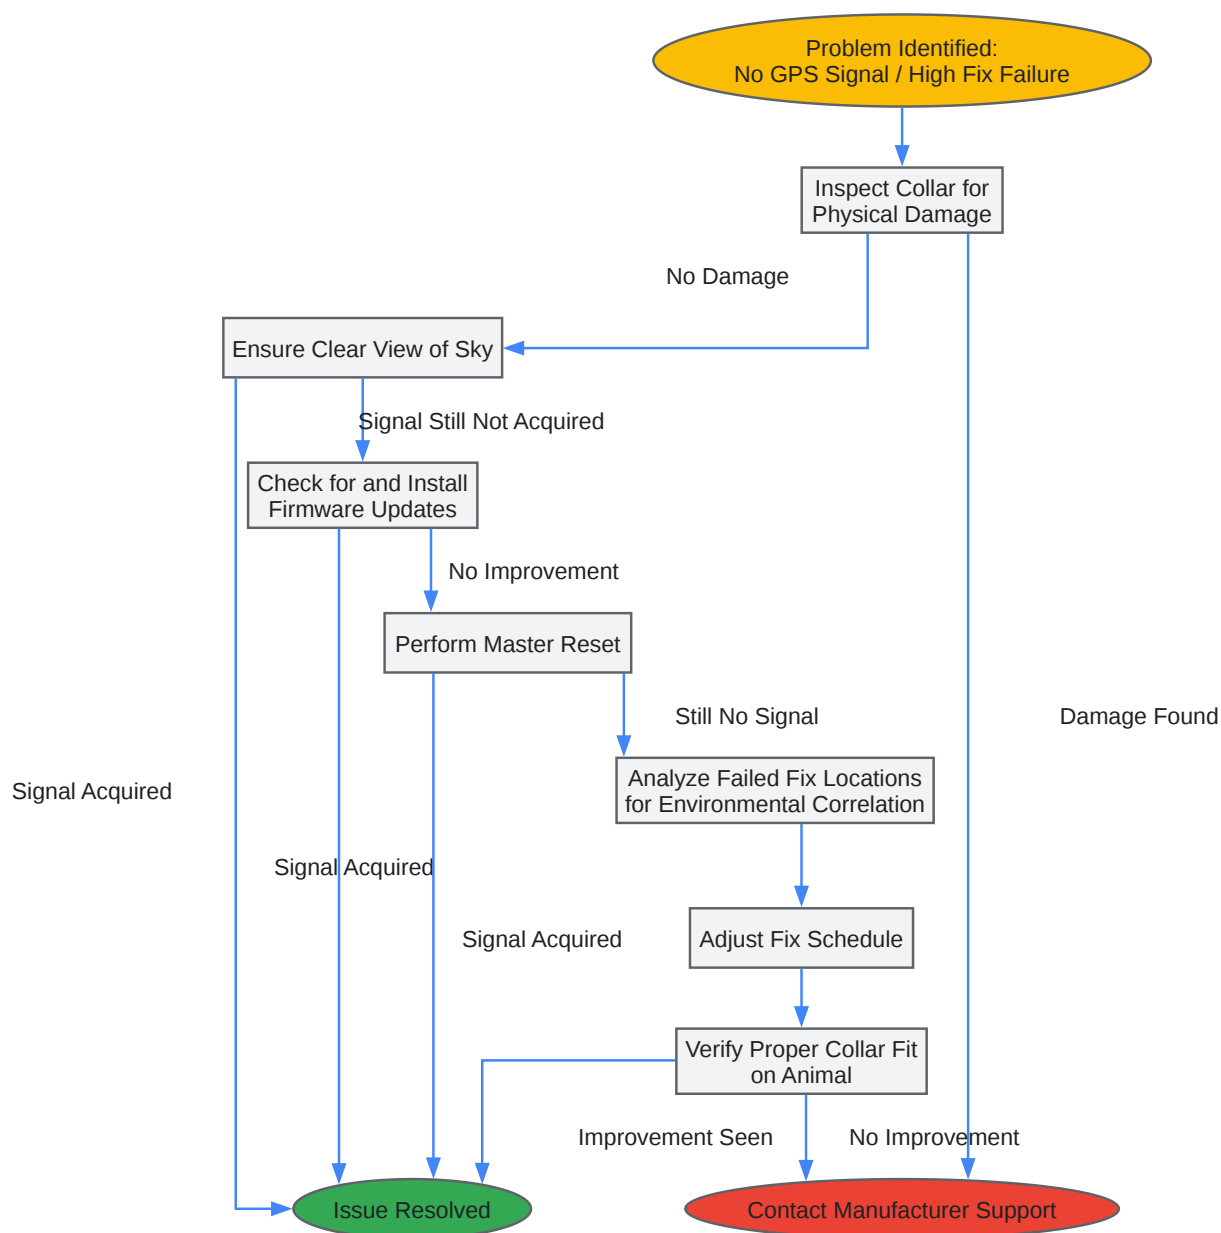 Problem Identified:
No GPS Signal / High Fix Failure
Inspect Collar for
Physical Damage
No Damage
Ensure Clear View of Sky
Signal Still Not Acquired
Check for and Install
Firmware Updates
No Improvement
Perform Master Reset
Still No Signal
Damage Found
Analyze Failed Fix Locations
for Environmental Correlation
Signal Acquired
Signal Acquired
Signal Acquired
Adjust Fix Schedule
Verify Proper Collar Fit
on Animal
Improvement Seen
No Improvement
Issue Resolved
Contact Manufacturer Support